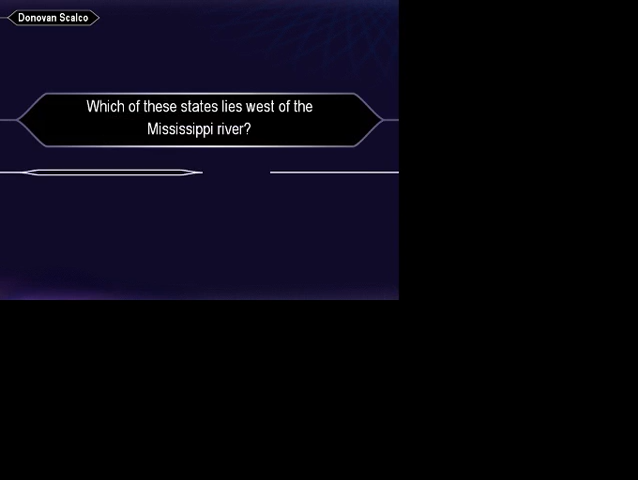 Donovan Scalco
Which of these states lies west of the
Mississippi river?